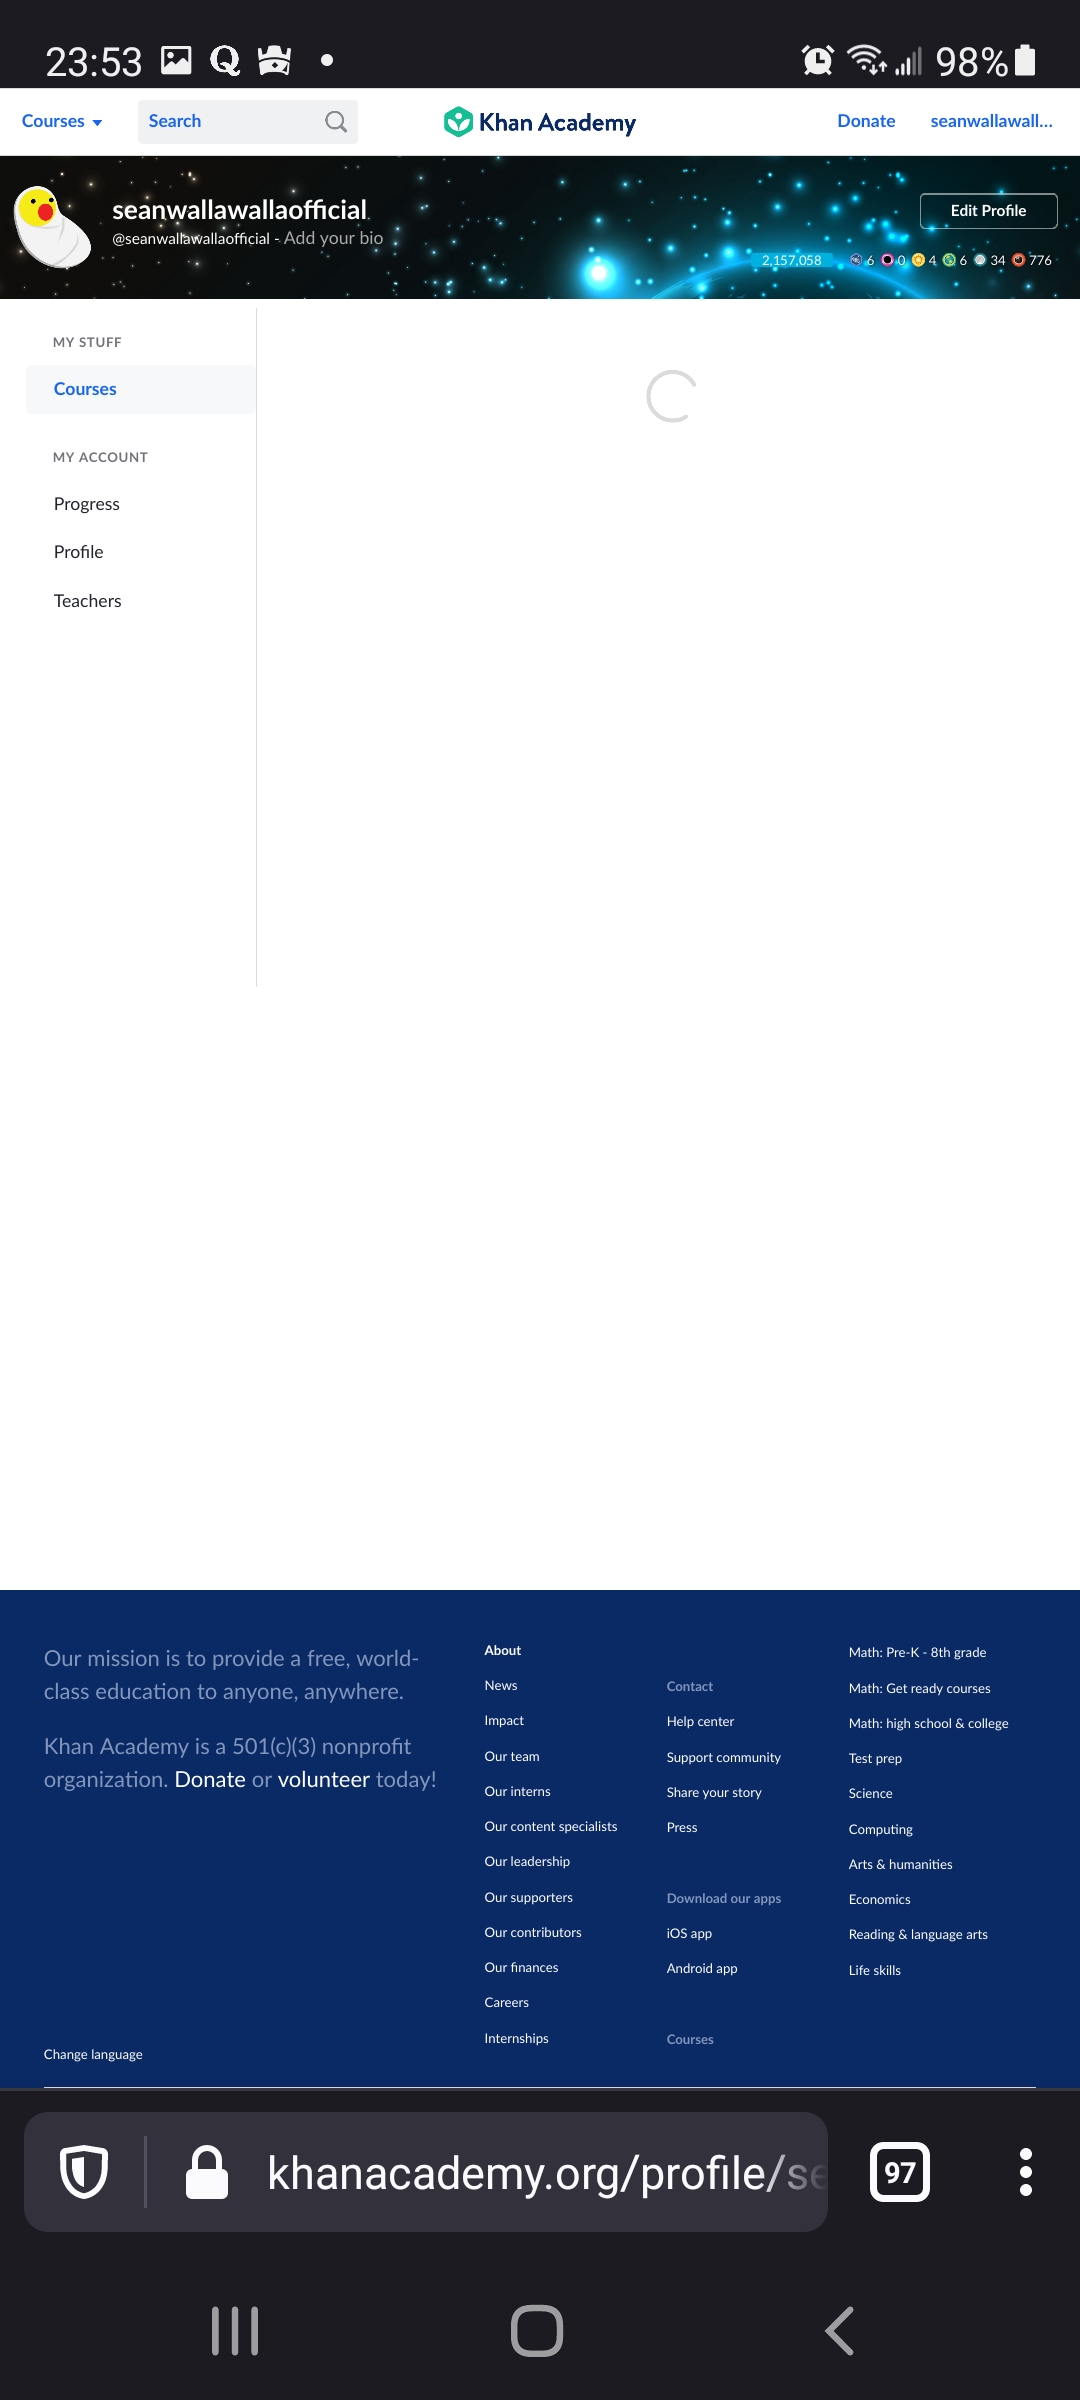 23:53
98%
Courses
Search
Khan Academy
Donate
seanwallawall...
seanwallawallaofficial
@seanwallawallaofficial - Add your bio
Edit Profile
2,157,058
6
0
4
6
34
776
MY STUFF
Courses
MY ACCOUNT
Progress
Profile
Teachers
Our mission is to provide a free, world-
class education to anyone, anywhere.
Khan Academy is a 501(c)(3) nonprofit
organization. Donate or volunteer today!
Change language
About
News
Impact
Our team
Our interns
Our content specialists
Our leadership
Our supporters
Our contributors
Our finances
Careers
Internships
Contact
Help center
Support community
Share your story
Press
Download our apps
iOS app
Android app
Courses
Math: Pre-K - 8th grade
Math: Get ready courses
Math: high school & college
Test prep
Science
Computing
Arts & humanities
Economics
Reading & language arts
Life skills
khanacademy.org/profile/se
97